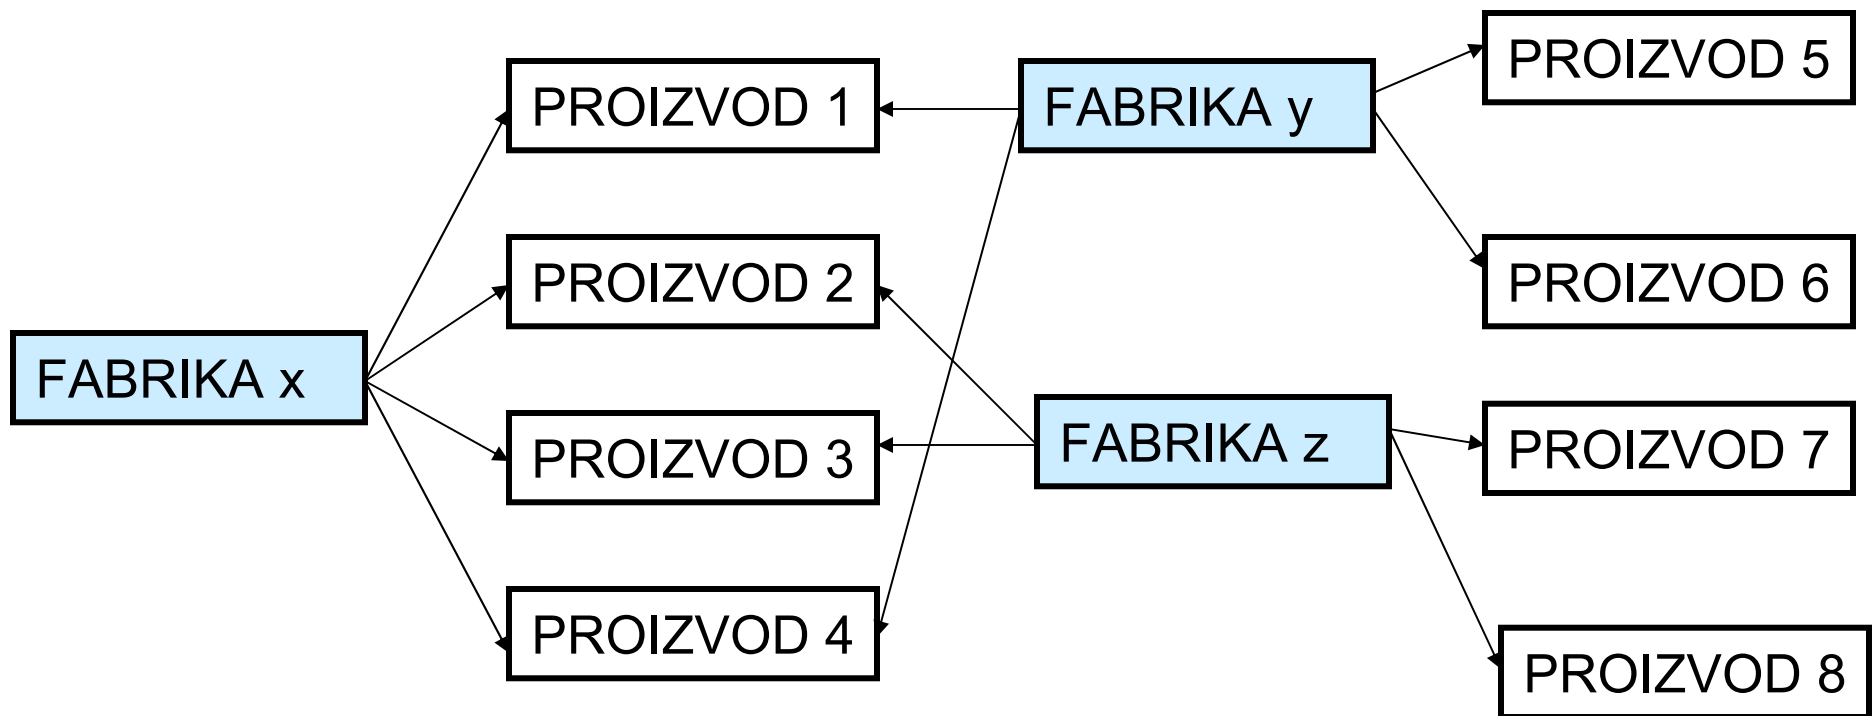 PROIZVOD 5
PROIZVOD 1
FABRIKA y
PROIZVOD 2
PROIZVOD 6
FABRIKA x
PROIZVOD 3
FABRIKA z
PROIZVOD 7
PROIZVOD 4
PROIZVOD 8